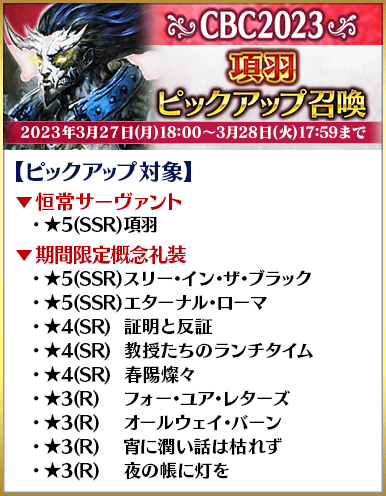 CBC2023
項羽
ピックアップ召喚
2023年3月27日(月)18:00～3月28日(火)17:59まで
【ピックアップ対象】
▼恒常サーヴァント
・★5(SSR)項羽
▼期間限定概念礼装
・★5(SSR)スリー・イン・ザ・ブラック
・★5(SSR)エターナル・ローマ
・★4(SR) 証明と反証
・★4(SR) 教授たちのランチタイム
・★4(SR) 春陽燦々
・★3(R) フォー・ユア・レターズ
・★3(R) オールウェイ・バーン
・★3(R) 宵に潤い話は枯れず
・★3(R) 夜の帳に灯を